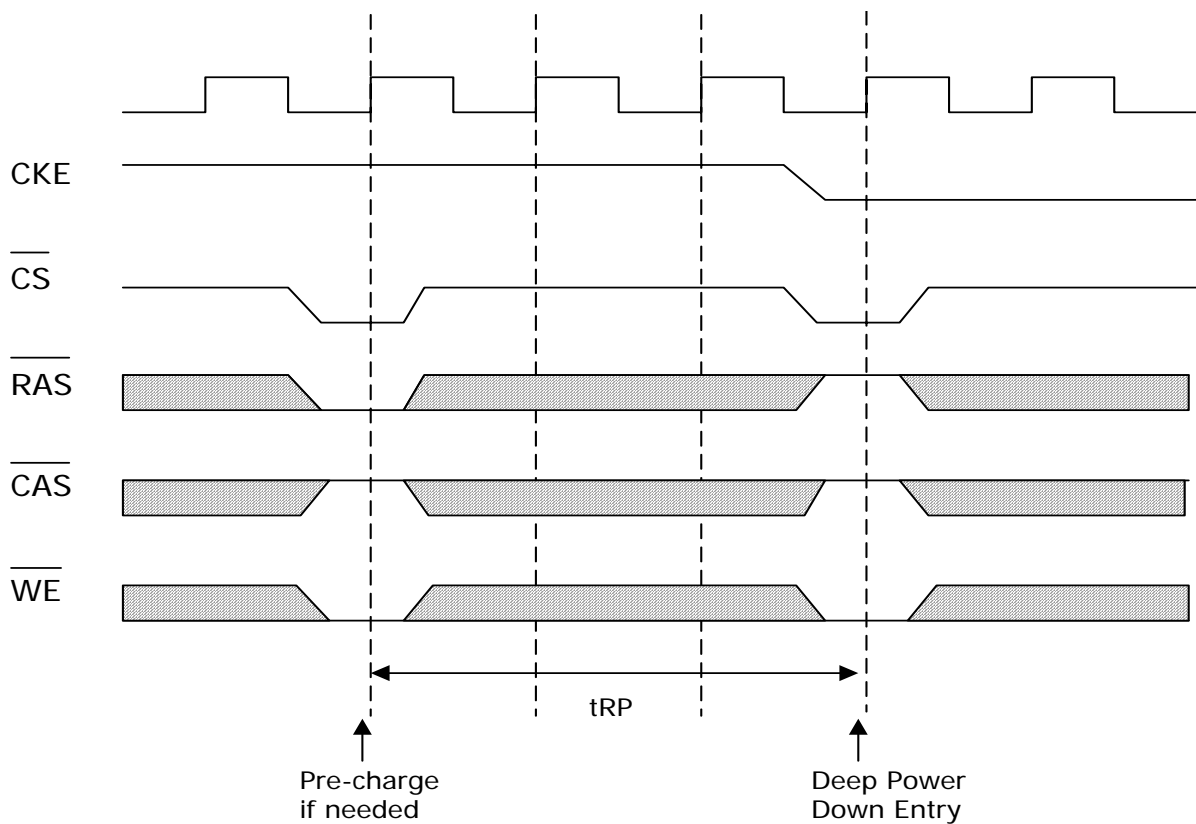 CKE
CS
RAS
CAS
WE
tRP
Pre-charge
if needed
Deep Power
Down Entry